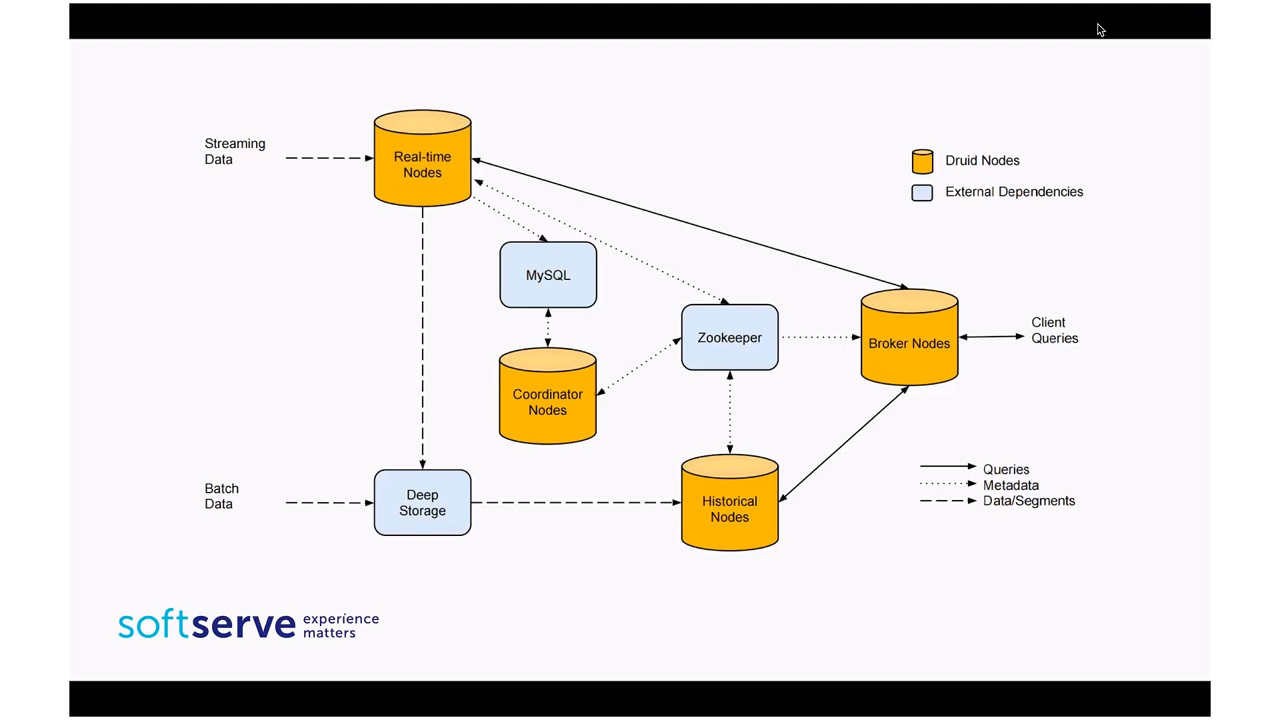 Streaming
Data
Real-time
Nodes
Druid Nodes
External Dependencies
MySQL
Zookeeper
Broker Nodes
Client
Queries
Coordinator
Nodes
Batch
Data
Deep
Storage
Historical
Nodes
Queries
Metadata
Data/Segments
softserve experience
matters